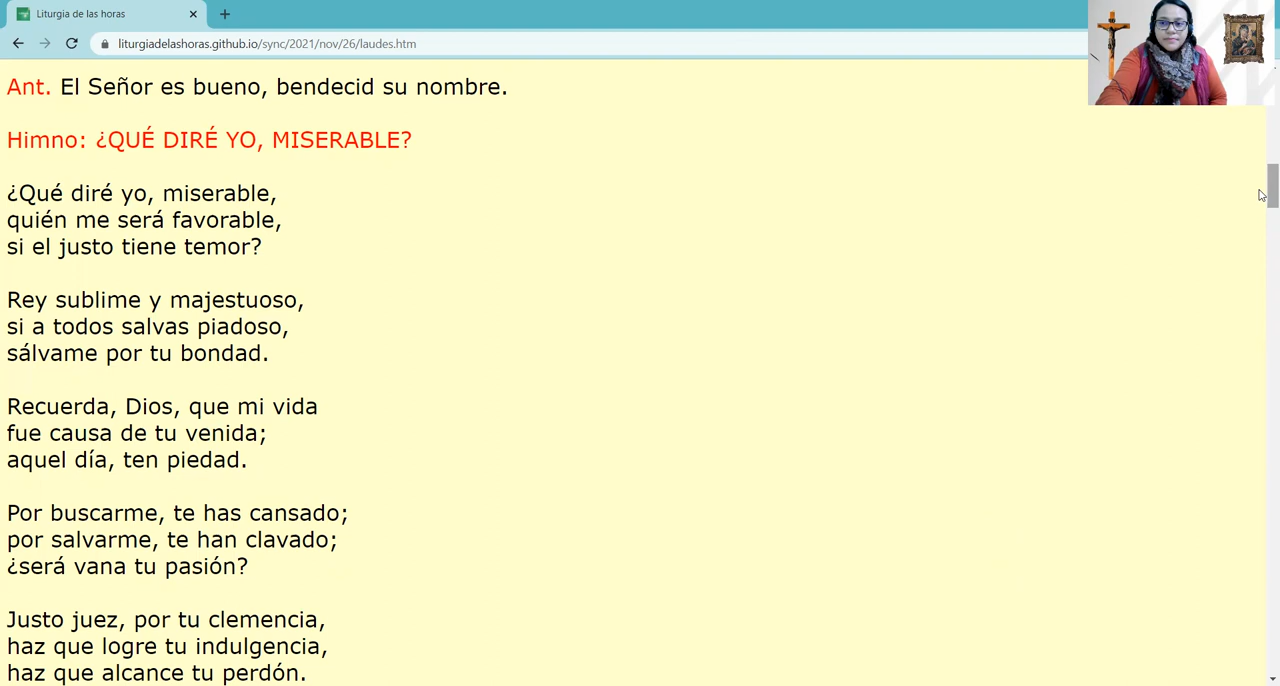 Liturgia de las horas
liturgiadelashoras.github.io/sync/2021/nov/26/laudes.htm
Ant. El Señor es bueno, bendecid su nombre.
Himno: ¿QUÉ DIRÉ YO, MISERABLE?
¿Qué diré yo, miserable,
quién me será favorable,
si el justo tiene temor?
Rey sublime y majestuoso,
si a todos salvas piadoso,
sálvame por tu bondad.
Recuerda, Dios, que mi vida
fue causa de tu venida;
aquel día, ten piedad.
Por buscarme, te has cansado;
por salvarme, te han clavado;
¿será vana tu pasión?
Justo juez, por tu clemencia,
haz que logre tu indulgencia,
haz que alcance tu perdón.